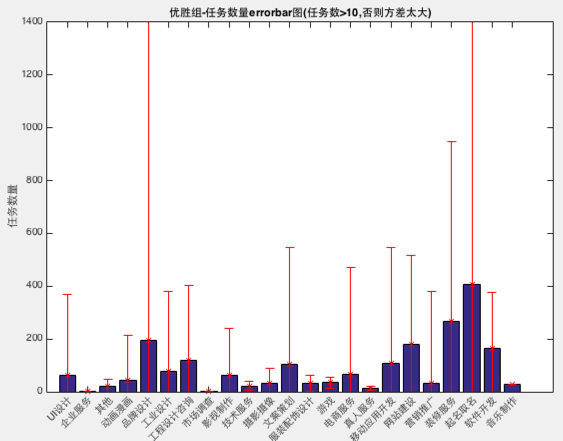 优胜组-任务数量errorbar图(任务数>10,否则方差太大)
任务数量
1400
1200
1000
800
600
400
200
0
UI设计
企业服务
其他
动画漫画
品牌设计
工业设计
工程设计咨询
市场调查
影视制作
技术服务
摄影摄像
文案策划
服装配饰设计
游戏
电商服务
真人服务
移动应用开发
网站建设
营销推广
装修服务
起名取名
软件开发
音乐制作